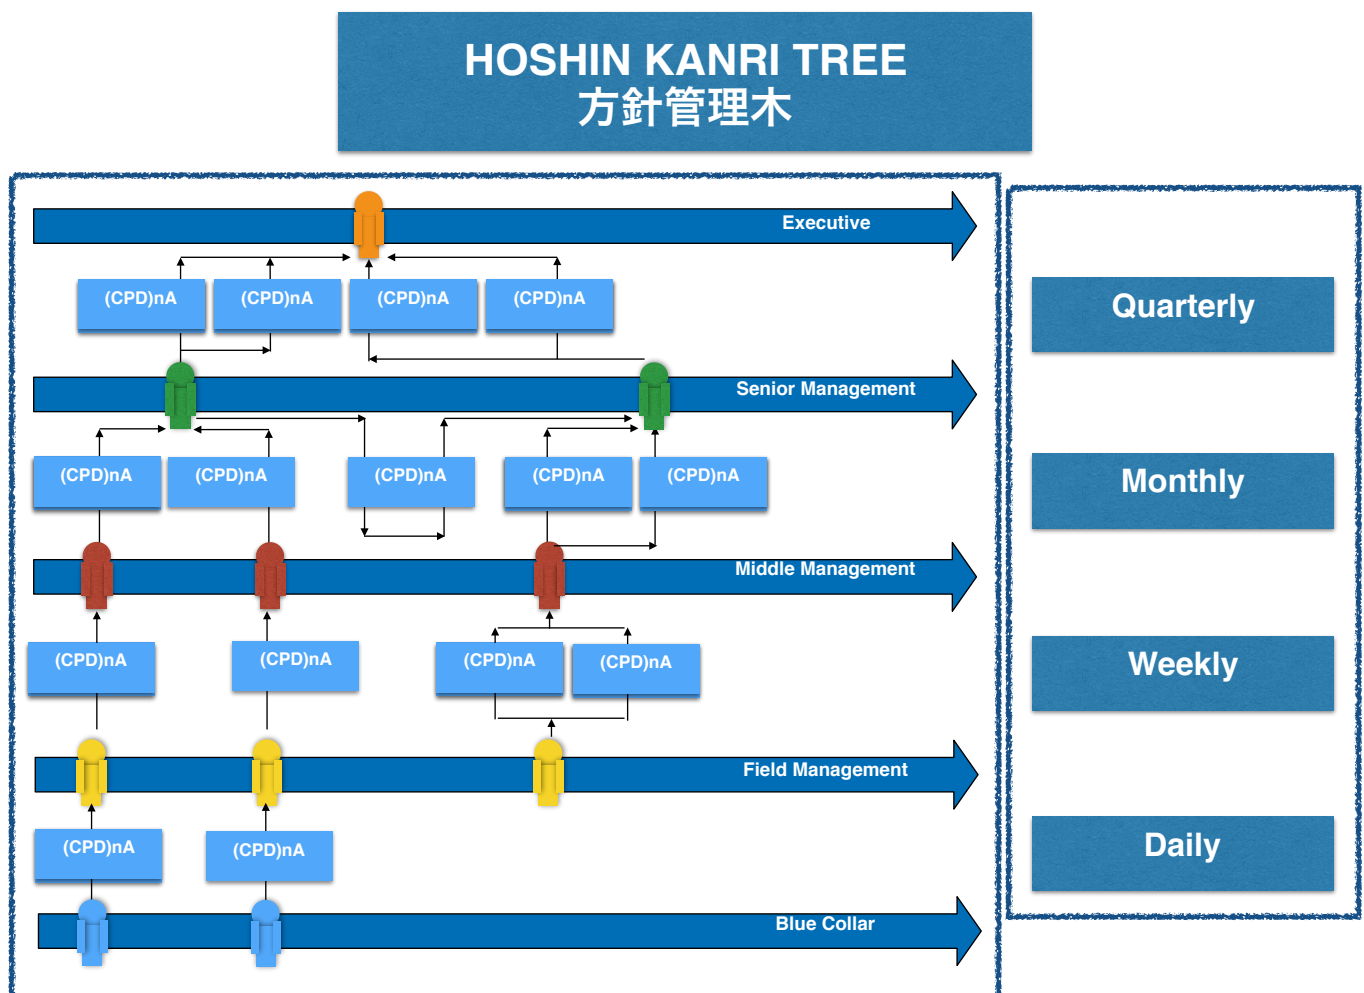 HOSHIN KANRI TREE
方針管理木
Executive
(CPD)nA
(CPD)nA
(CPD)nA
(CPD)nA
Quarterly
Senior Management
(CPD)nA
(CPD)nA
(CPD)nA
(CPD)nA
(CPD)nA
Monthly
Middle Management
(CPD)nA
(CPD)nA
(CPD)nA
(CPD)nA
Weekly
Field Management
(CPD)nA
(CPD)nA
Daily
Blue Collar